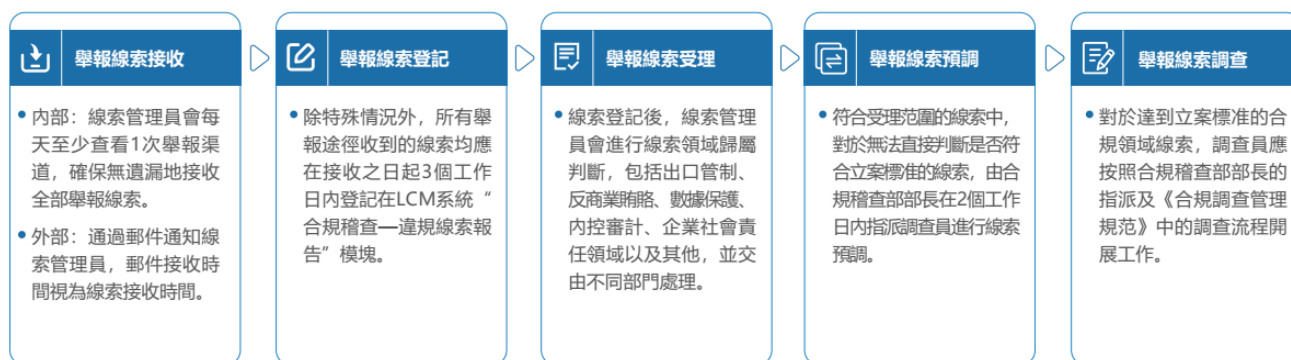 舉報線索接收
• 內部：線索管理員會每
天至少查看1次舉報渠
道，確保無遺漏地接收
全部舉報線索。
• 外部：通過郵件通知線
索管理員，郵件接收時
間視為線索接收時間。
舉報線索登記
• 除特殊情況外，所有舉
報途徑收到的線索均應
在接收之日起3個工作
日內登記在LCM系統“
合規稽查—違規線索報
告”模塊。
舉報線索受理
• 線索登記後，線索管理
員會進行線索領域歸屬
判斷，包括出口管制、
反商業賄賂、數據保護、
內控審計、企業社會責
任領域以及其他，並交
由不同部門處理。
舉報線索預調
• 符合受理范圍的線索中，
對於無法直接判斷是否符
合立案標准的線索，由合
規稽查部部長在2個工作
日內指派調查員進行線索
預調。
舉報線索調查
• 對於達到立案標准的合
規領域線索，調查員應
按照合規稽查部部長的
指派及《合規調查管理
規范》中的調查流程開
展工作。